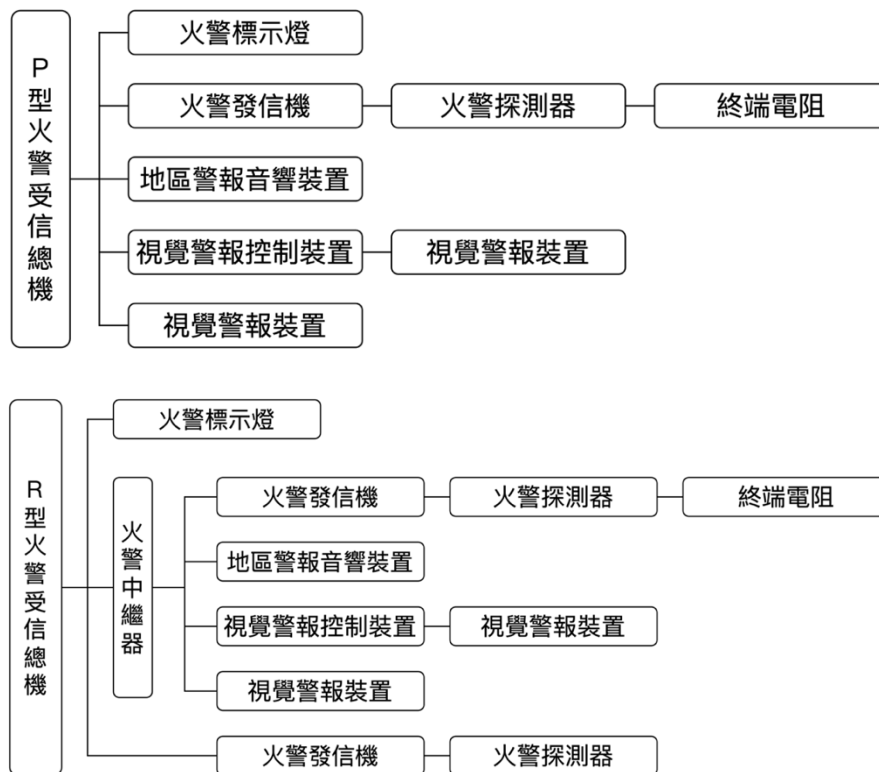 P型火警受信總機
火警標示燈
火警發信機
火警探測器
終端電阻
地區警報音響裝置
視覺警報控制裝置
視覺警報裝置
視覺警報裝置
R型火警受信總機
火警標示燈
火警中繼器
火警發信機
火警探測器
終端電阻
地區警報音響裝置
視覺警報控制裝置
視覺警報裝置
視覺警報裝置
火警發信機
火警探測器